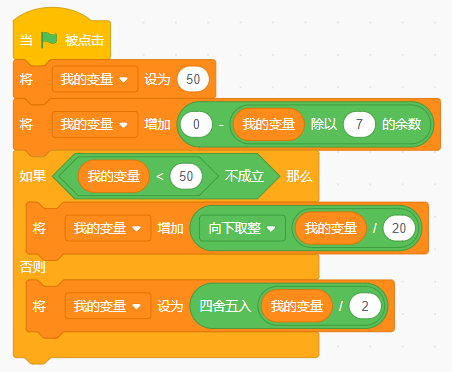 当 被点击
将 我的变量 设为 50
将 我的变量 增加 0 - 我的变量 除以 7 的余数
如果 我的变量 < 50 不成立 那么
将 我的变量 增加 向下取整 我的变量 / 20
否则
将 我的变量 设为 四舍五入 我的变量 / 2